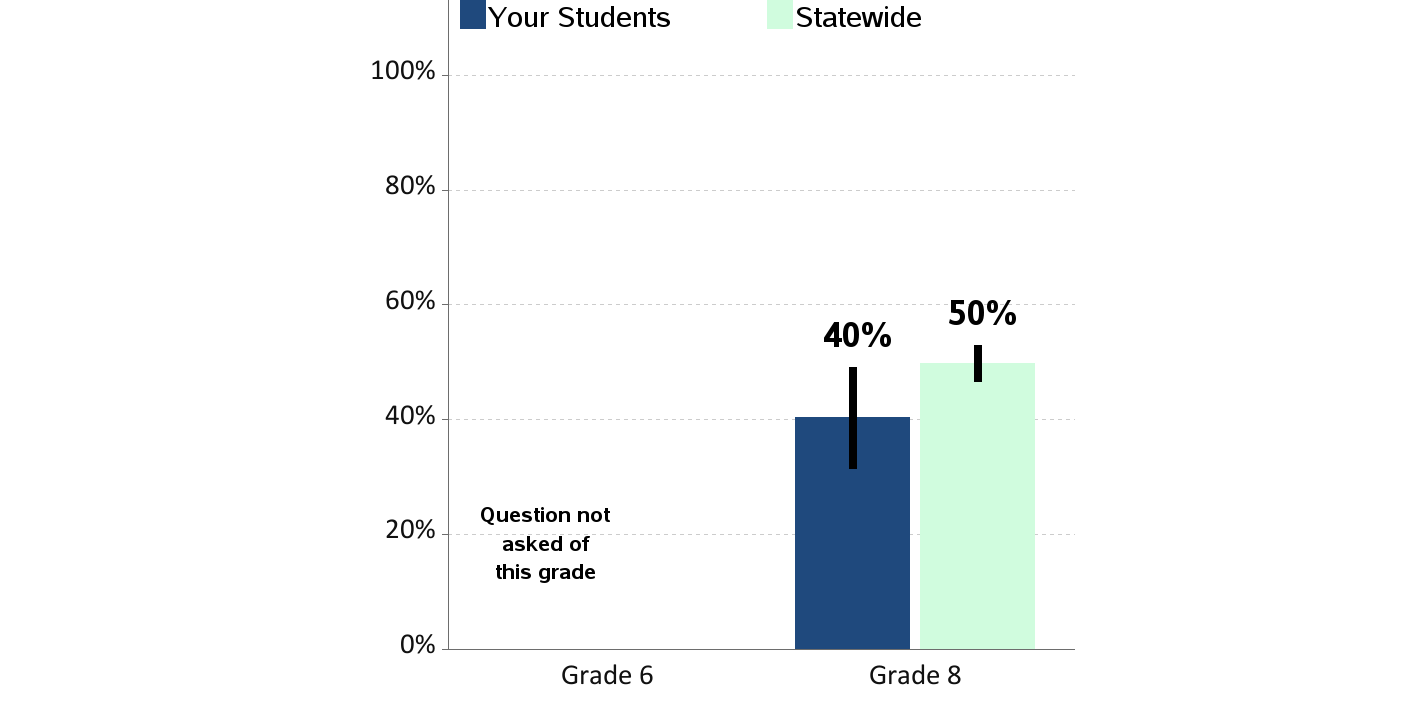 Your Students Statewide
100%
80%
60%
40%
20%
0%
40%
50%
Question not
asked of
this grade
Grade 6 Grade 8